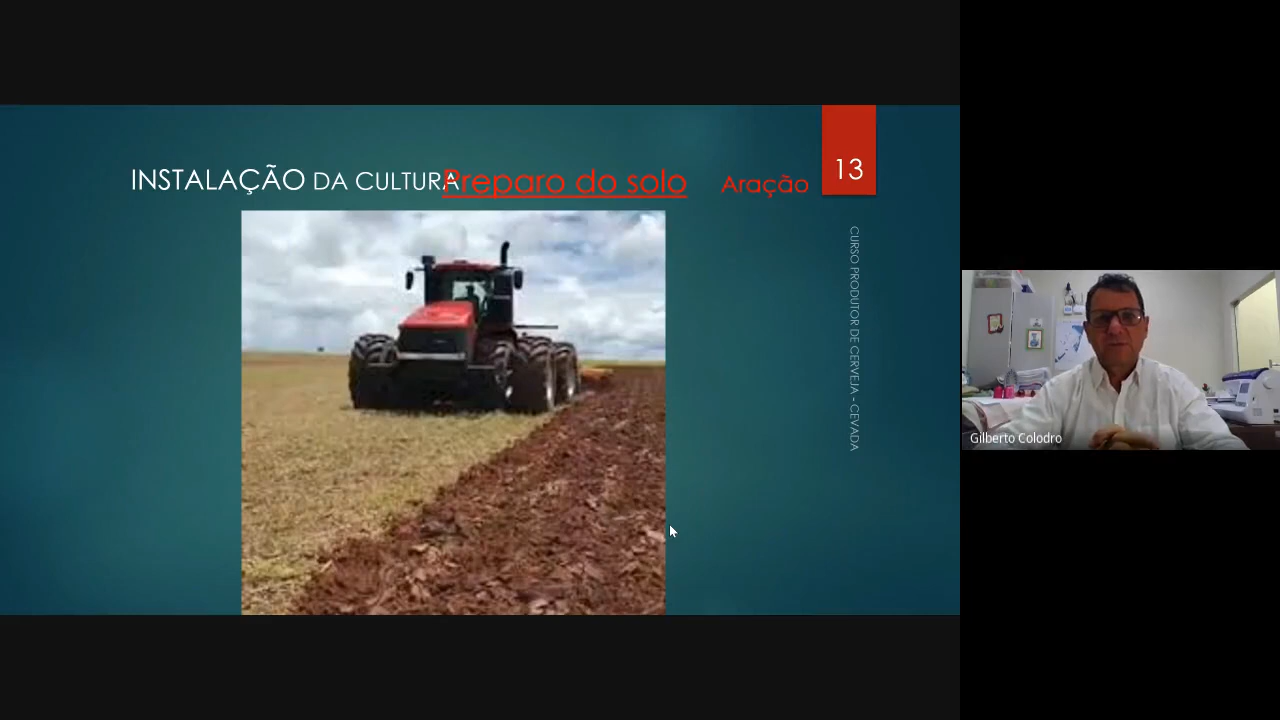 INSTALAÇÃO DA CULTURA Preparo do solo Aração
13
CURSO PRODUTOR DE CERVEJA - CEVADA
Gilberto Colodro